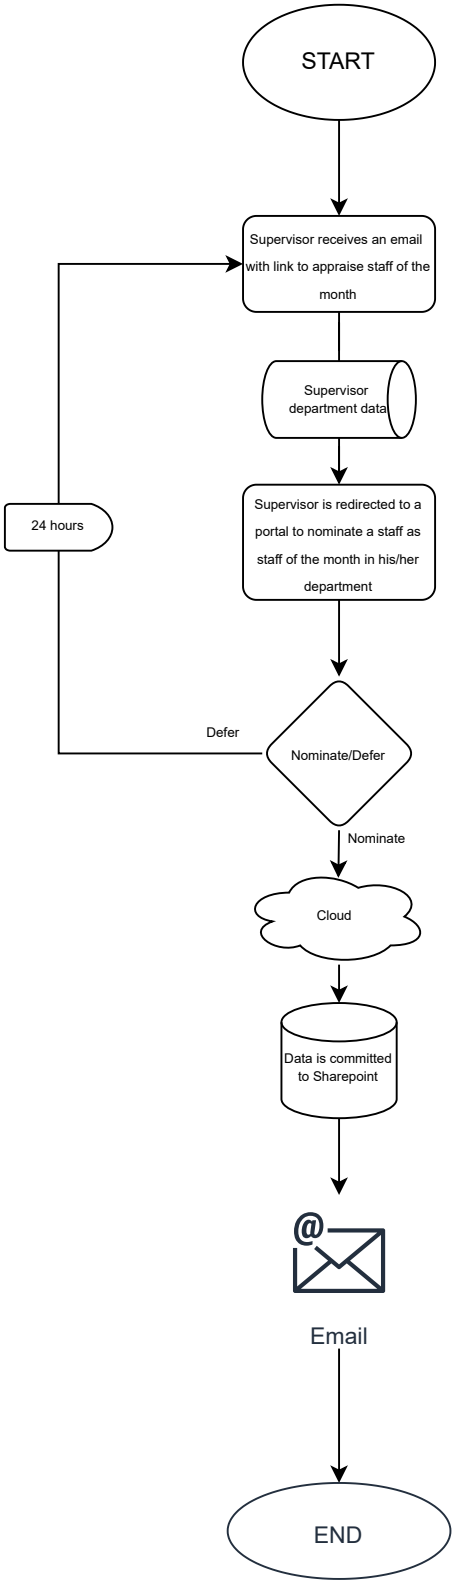 START
Supervisor receives an email
with link to appraise staff of the
month
Supervisor
department data
24 hours
Supervisor is redirected to a
portal to nominate a staff as
staff of the month in his/her
department
Defer
Nominate/Defer
Nominate
Cloud
Data is committed
to Sharepoint
@
Email
END